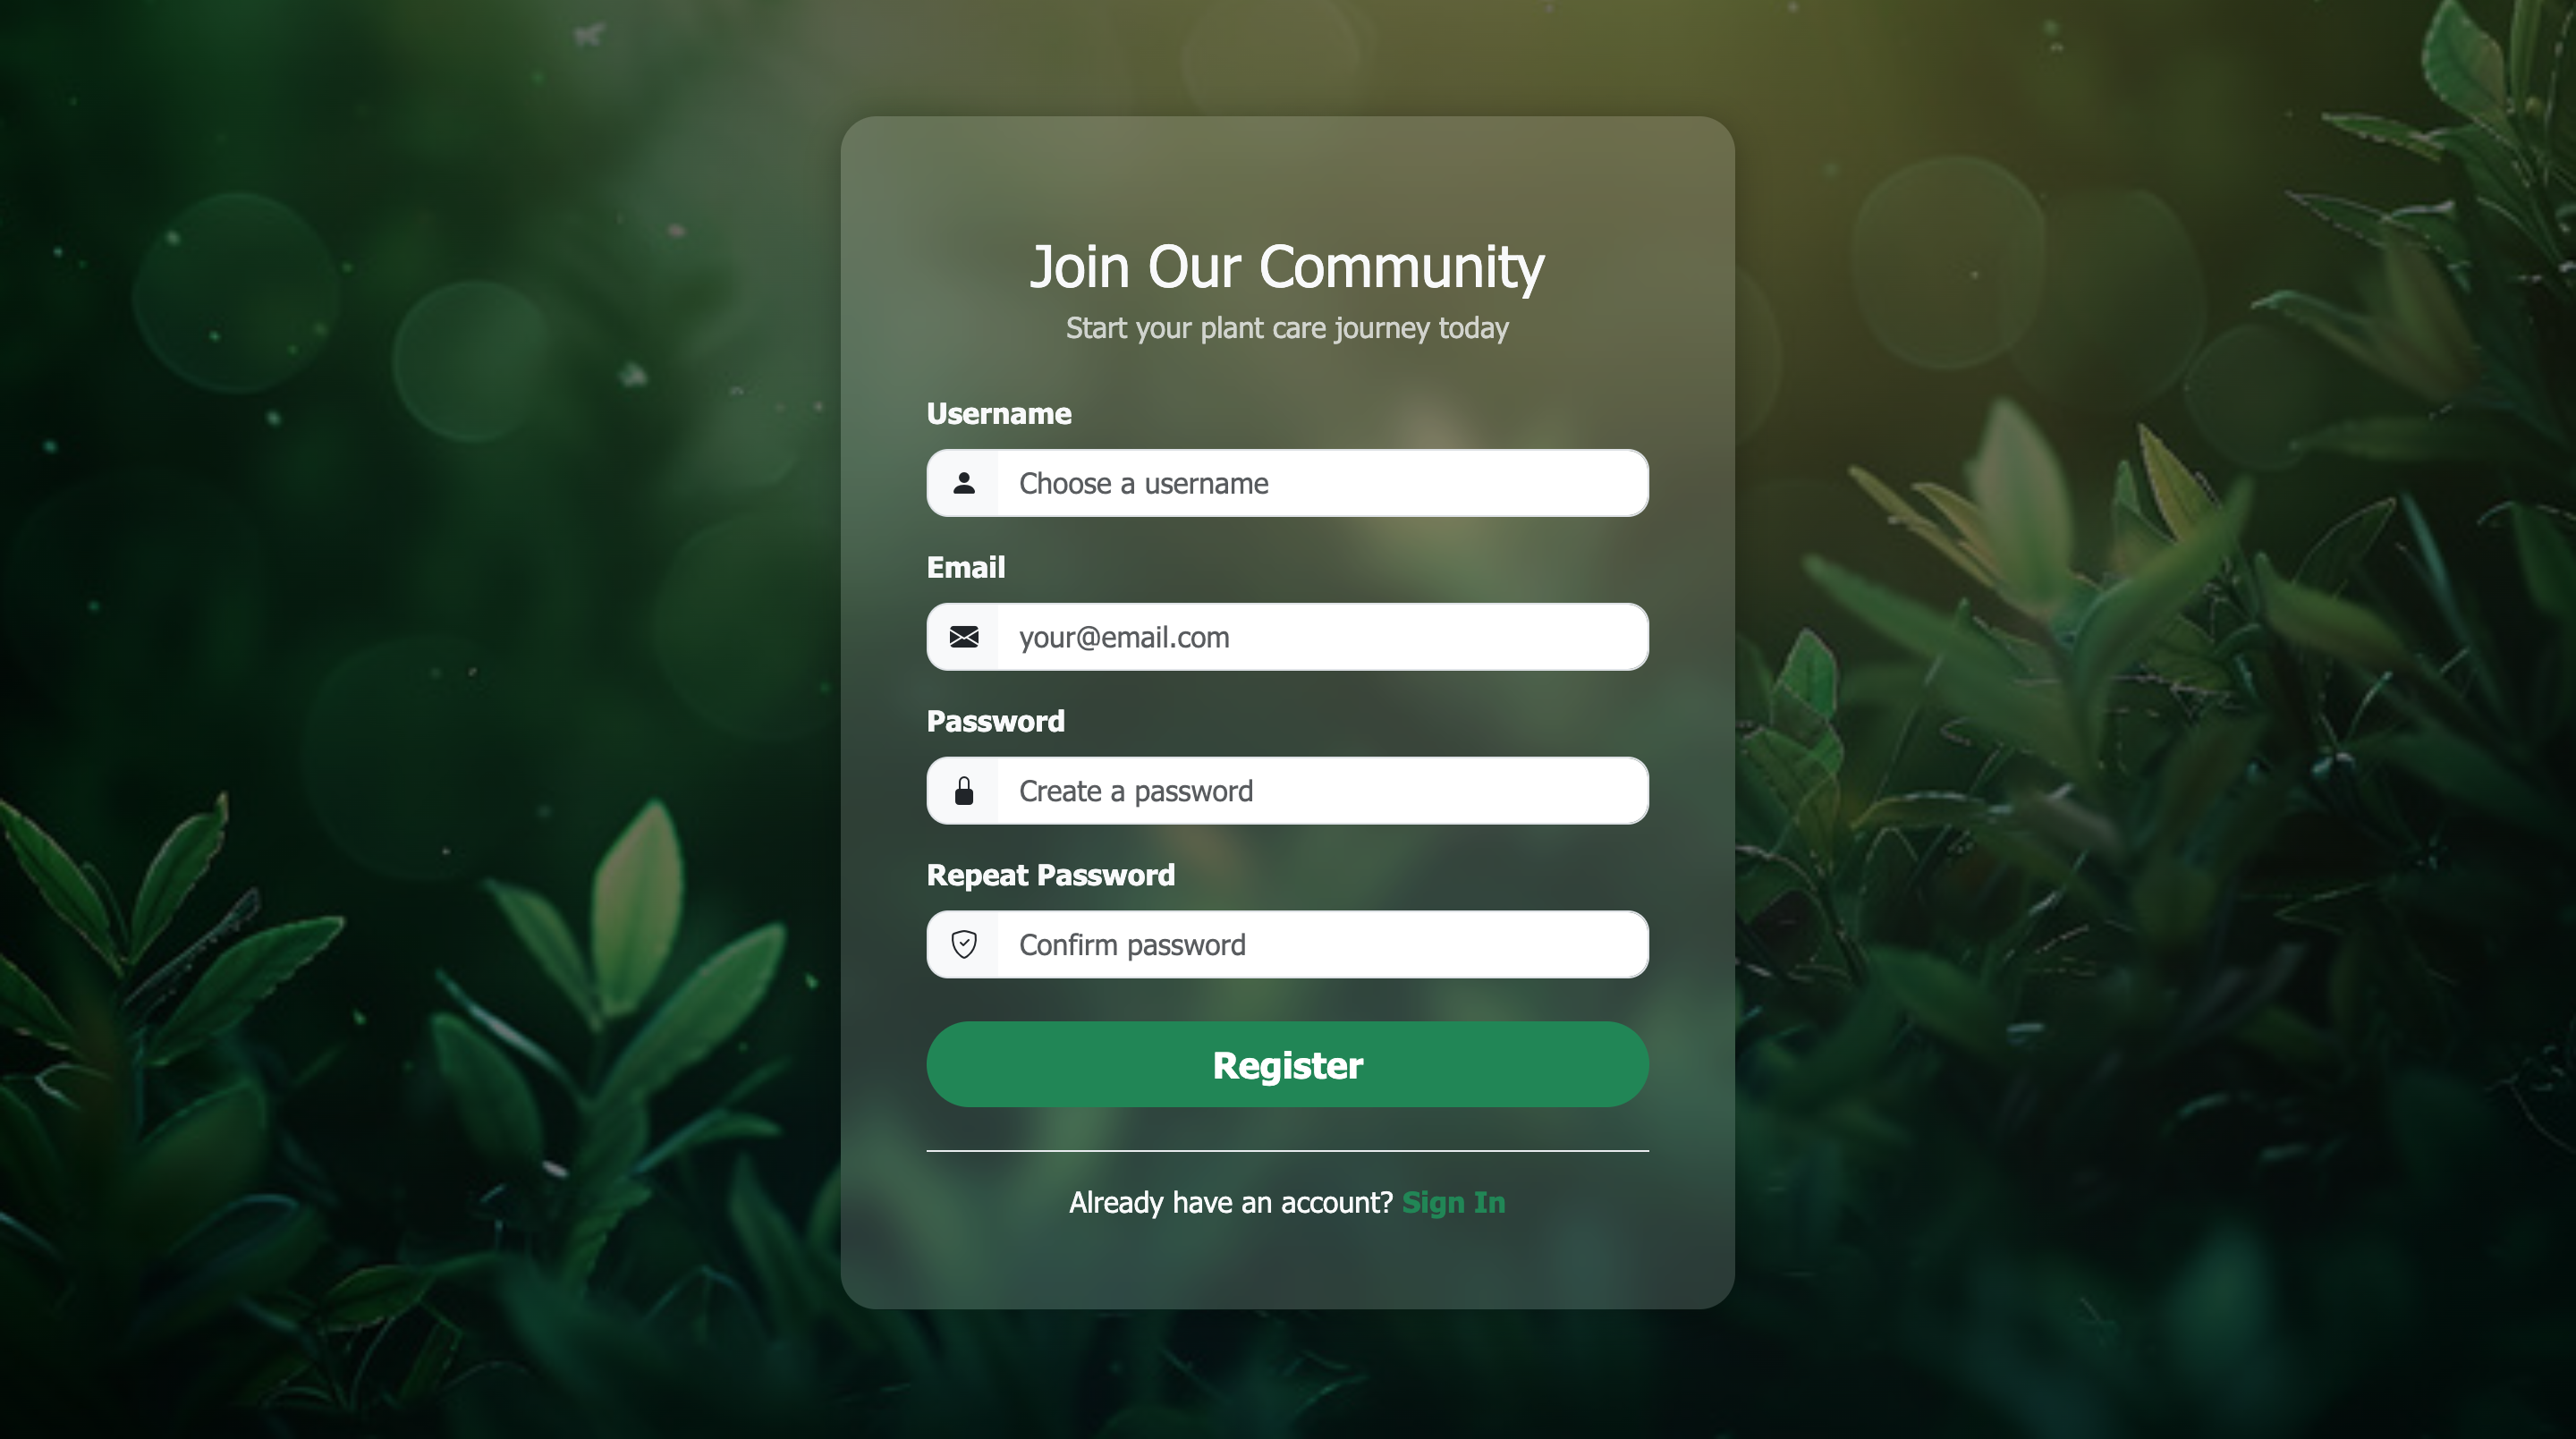 Join Our Community
Start your plant care journey today
Username
Choose a username
Email
your@email.com
Password
Create a password
Repeat Password
Confirm password
Register
Already have an account? Sign In